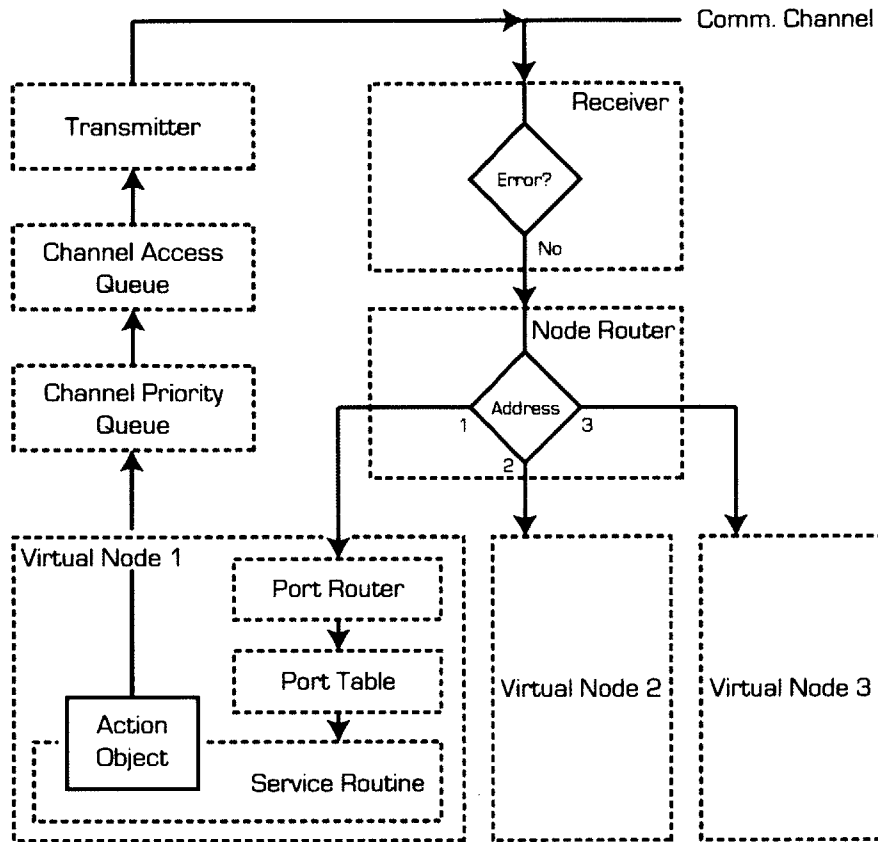 Comm. Channel
Transmitter
Receiver
Error?
No
Channel Access
Queue
Node Router
Channel Priority
Queue
Address
1
3
2
Virtual Node 1
Port Router
Port Table
Virtual Node 2
Virtual Node 3
Action
Object
Service Routine